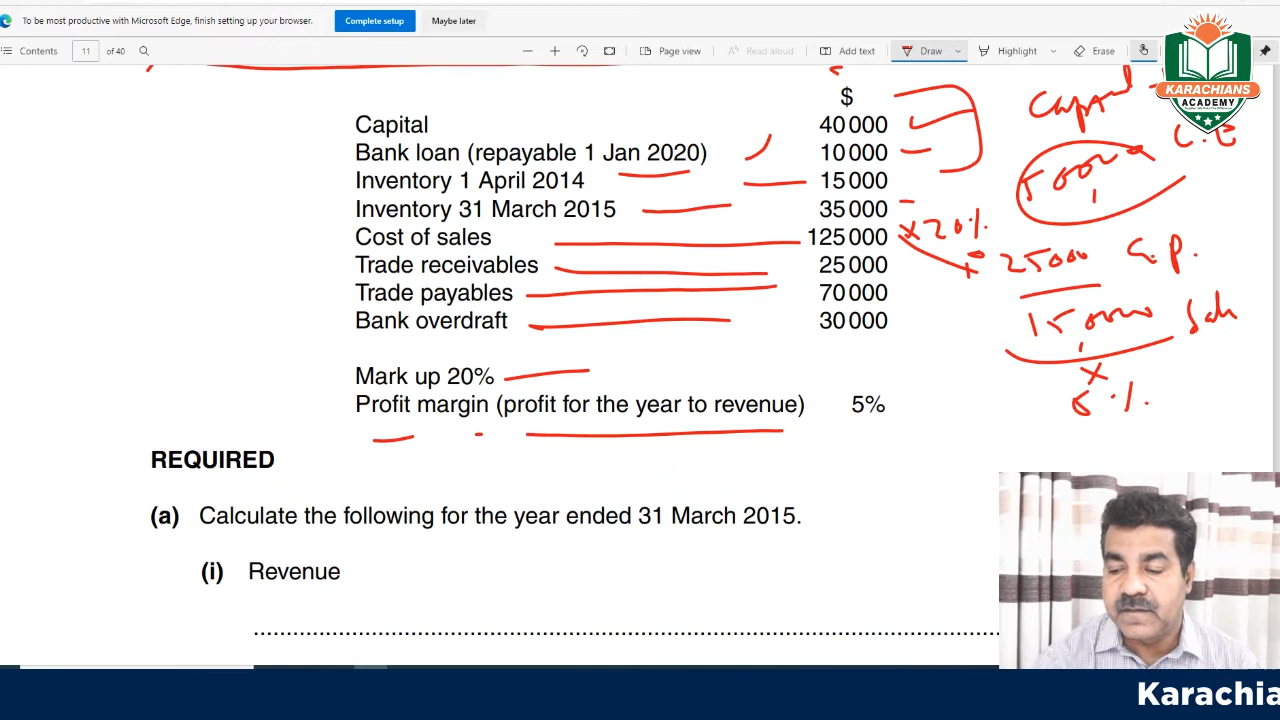 To be most productive with Microsoft Edge, finish setting up your browser. Complete setup Maybe later
Contents 11 of 40 Page view Read aloud Add text Draw Highlight Erase
KARACHIANS
ACADEMY
$
Capital 40 000
Bank loan (repayable 1 Jan 2020) 10 000
Inventory 1 April 2014 15 000
Inventory 31 March 2015 35 000
Cost of sales 125 000
Trade receivables 25 000
Trade payables 70 000
Bank overdraft 30 000
Capital
C.E
50000
x 20%
25000 G.P.
150000
x
5%
Mark up 20%
Profit margin (profit for the year to revenue) 5%
REQUIRED
(a) Calculate the following for the year ended 31 March 2015.
(i) Revenue
Karachia